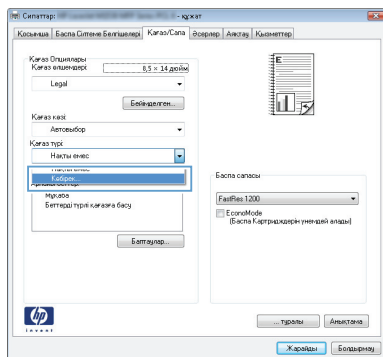 Сипаттар:
- құжат
Қосымша
Баспа Сілтеме Белгішелері
Қағаз/Сапа
Әсерлер
Аяқтау
Қызметтер
Қағаз Опциялары
Қағаз өлшемдері:
8,5 × 14 дюйм
Legal
Бейімделген...
Қағаз көзі:
Автовыбор
Қағаз түрі:
Нақты емес
Көбірек...
Мұқаба
Беттерді түрлі қағазға басу
Баптаулар...
E
Баспа сапасы
FastRes 1200
EconoMode
(Баспа Картридждерін үнемдей алады)
hp
invent
... туралы
Анықтама
Жарайды
Болдырмау